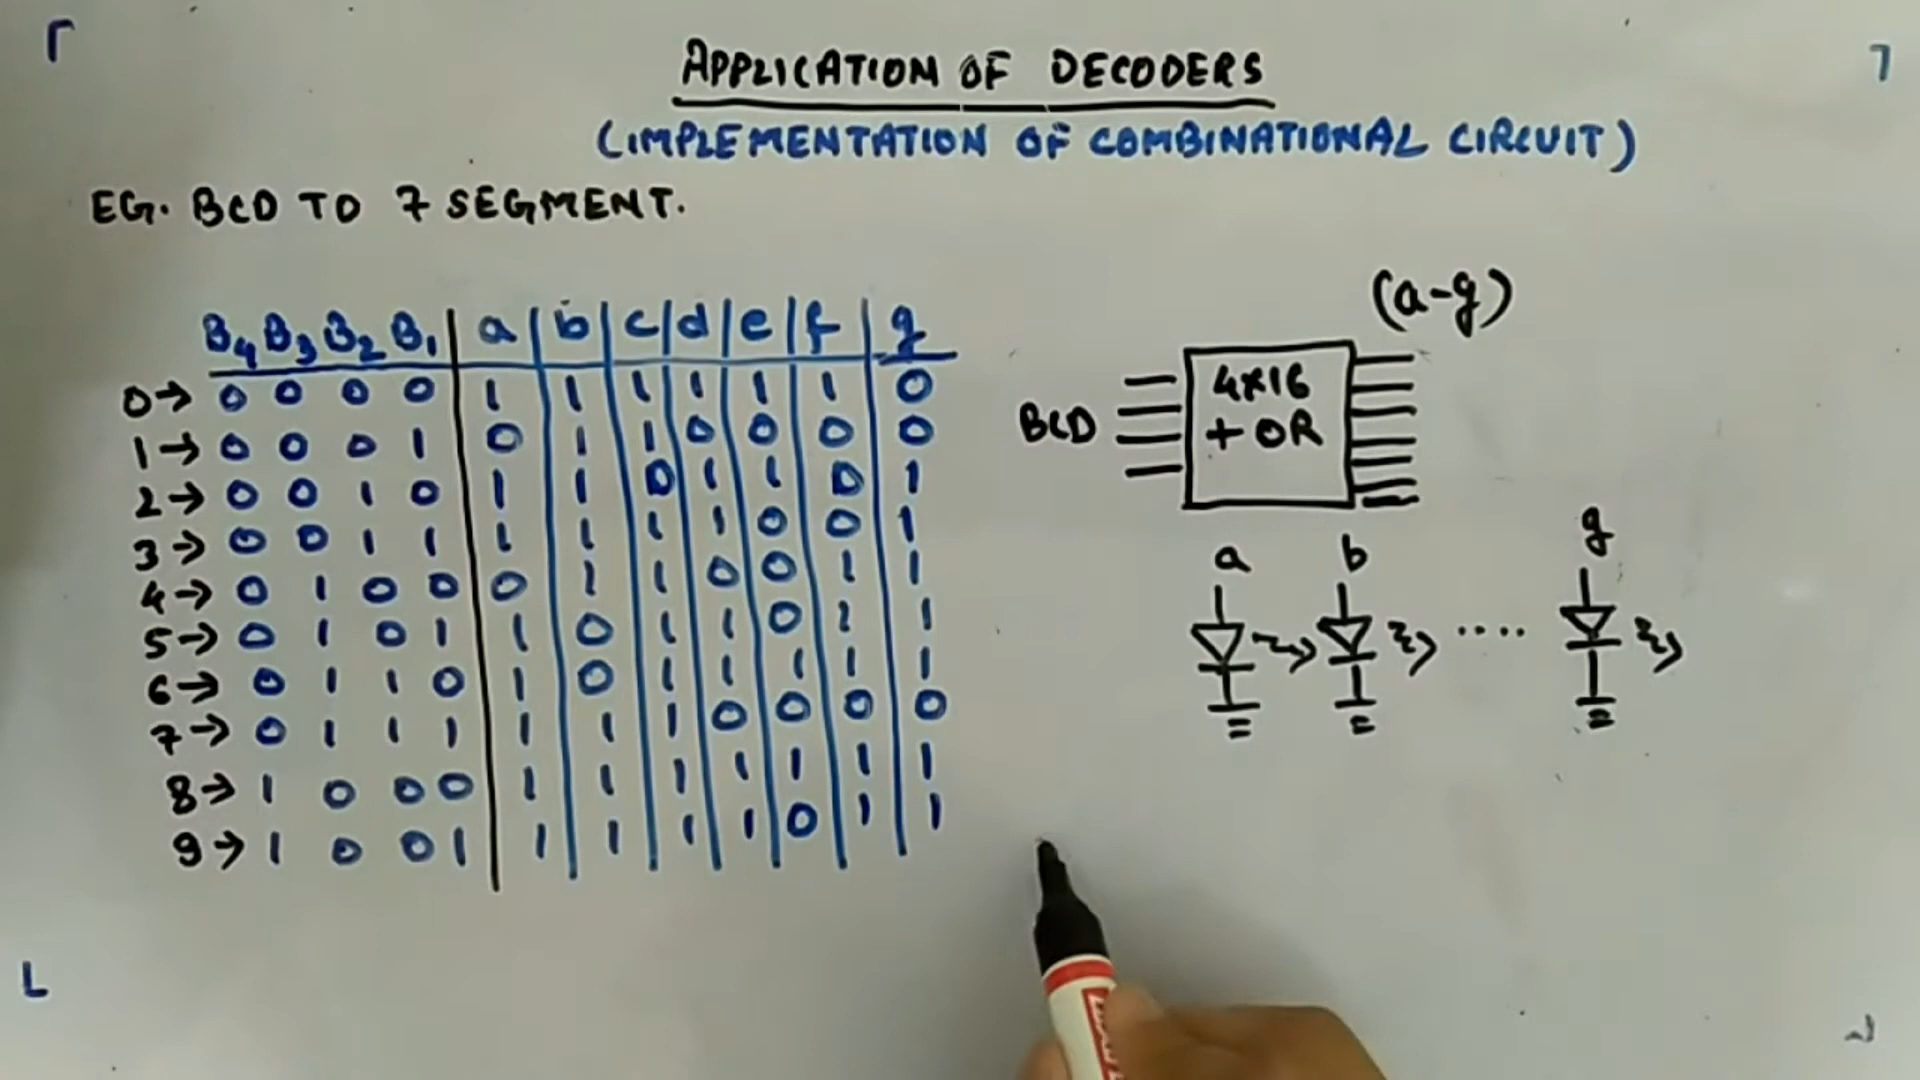 APPLICATION OF DECODERS
(IMPLEMENTATION OF COMBINATIONAL CIRCUIT)
EG. BCD TO 7 SEGMENT.
B4 B3 B2 B1 a b c d e f g
0→ 0 0 0 0 1 1 1 1 1 1 0
1→ 0 0 0 1 0 1 1 0 0 0 0
2→ 0 0 1 0 1 1 0 1 1 0 1
3→ 0 0 1 1 1 1 1 1 0 0 1
4→ 0 1 0 0 0 1 1 0 0 1 1
5→ 0 1 0 1 1 0 1 1 0 1 1
6→ 0 1 1 0 1 0 1 1 1 1 1
7→ 0 1 1 1 1 1 1 0 0 0 0
8→ 1 0 0 0 1 1 1 1 1 1 1
9→ 1 0 0 1 1 1 1 1 0 1 1
(a-g)
BCD
4×16
+ OR
a b .... g